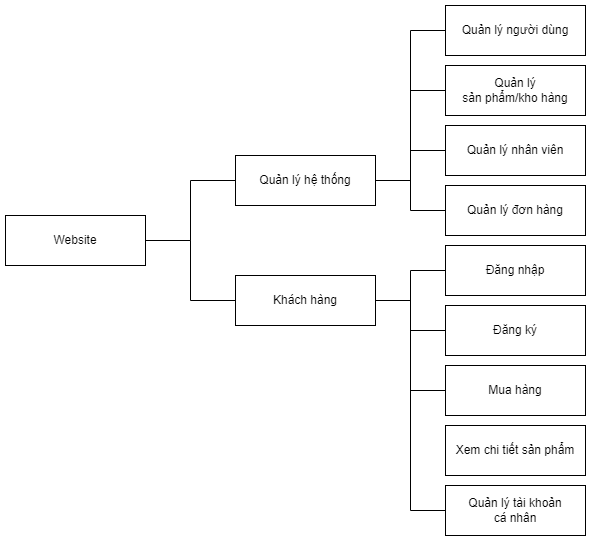 Website
Quản lý hệ thống
Quản lý người dùng
Quản lý
sản phẩm/kho hàng
Quản lý nhân viên
Quản lý đơn hàng
Khách hàng
Đăng nhập
Đăng ký
Mua hàng
Xem chi tiết sản phẩm
Quản lý tài khoản
cá nhân